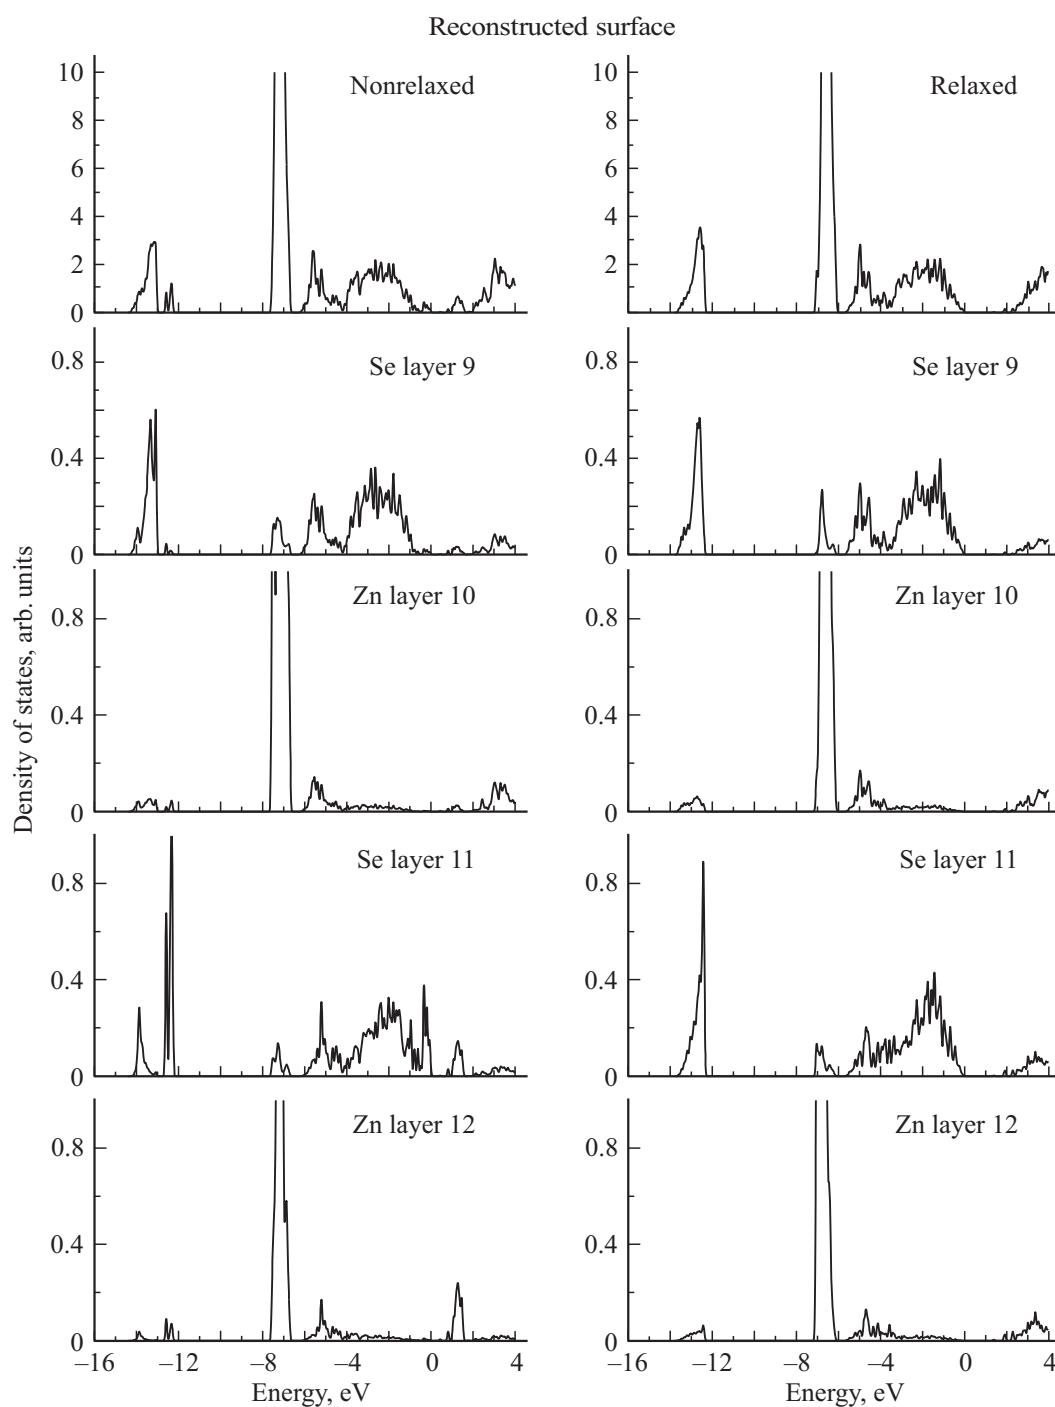 Reconstructed surface
Nonrelaxed
10
8
6
4
2
0
Relaxed
10
8
6
4
2
0
Se layer 9
0.8
0.4
0
Se layer 9
0.8
0.4
0
Zn layer 10
0.8
0.4
0
Zn layer 10
0.8
0.4
0
Se layer 11
0.8
0.4
0
Se layer 11
0.8
0.4
0
Zn layer 12
0.8
0.4
0
Zn layer 12
0.8
0.4
0
Density of states, arb. units
−16 −12 −8 −4 0 4
−16 −12 −8 −4 0 4
Energy, eV
Energy, eV